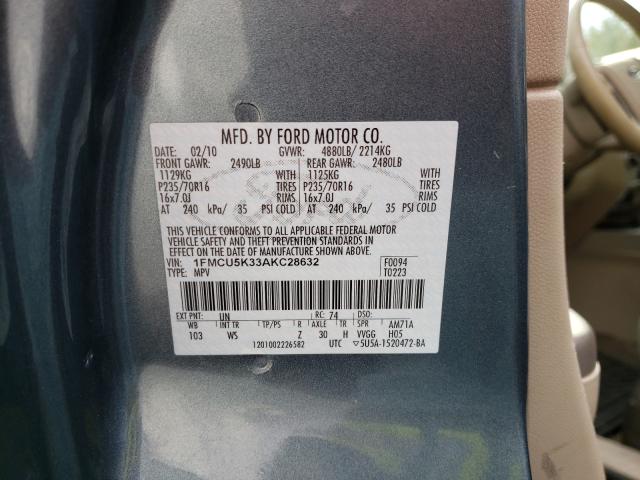 MFD. BY FORD MOTOR CO.
DATE: 02/10 GVWR: 4880LB/ 2214KG
FRONT GAWR: 2490LB REAR GAWR: 2480LB
1129KG WITH 1125KG WITH
P235/70R16 TIRES P235/70R16 TIRES
16x7.0J RIMS 16x7.0J RIMS
AT 240 kPa/ 35 PSI COLD AT 240 kPa/ 35 PSI COLD
THIS VEHICLE CONFORMS TO ALL APPLICABLE FEDERAL MOTOR
VEHICLE SAFETY AND THEFT PREVENTION STANDARDS IN
EFFECT ON THE DATE OF MANUFACTURE SHOWN ABOVE.
VIN: 1FMCU5K33AKC28632 F0094
TYPE: MPV T0223
EXT PNT: UN RC: 74 DSO:
WB INT TR TP/PS R AXLE TR SPR AM71A
103 WS Z 30 H VVGG H05
1201002226582 UTC ▽5U5A-1520472-BA